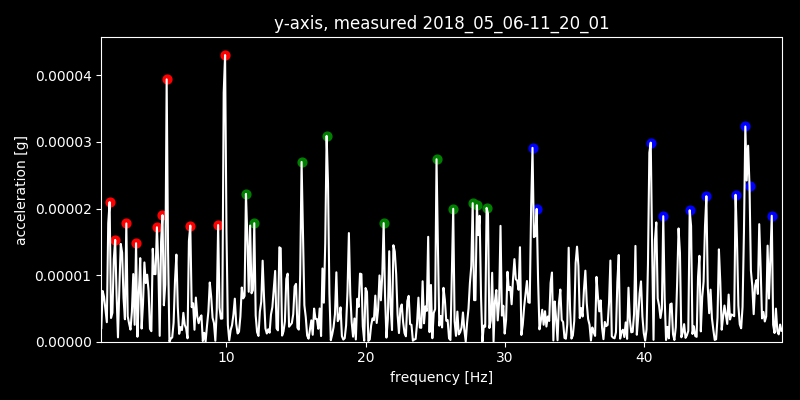 y-axis, measured 2018_05_06-11_20_01
0.00004
0.00003
0.00002
0.00001
0.00000
acceleration [g]
10 20 30 40
frequency [Hz]